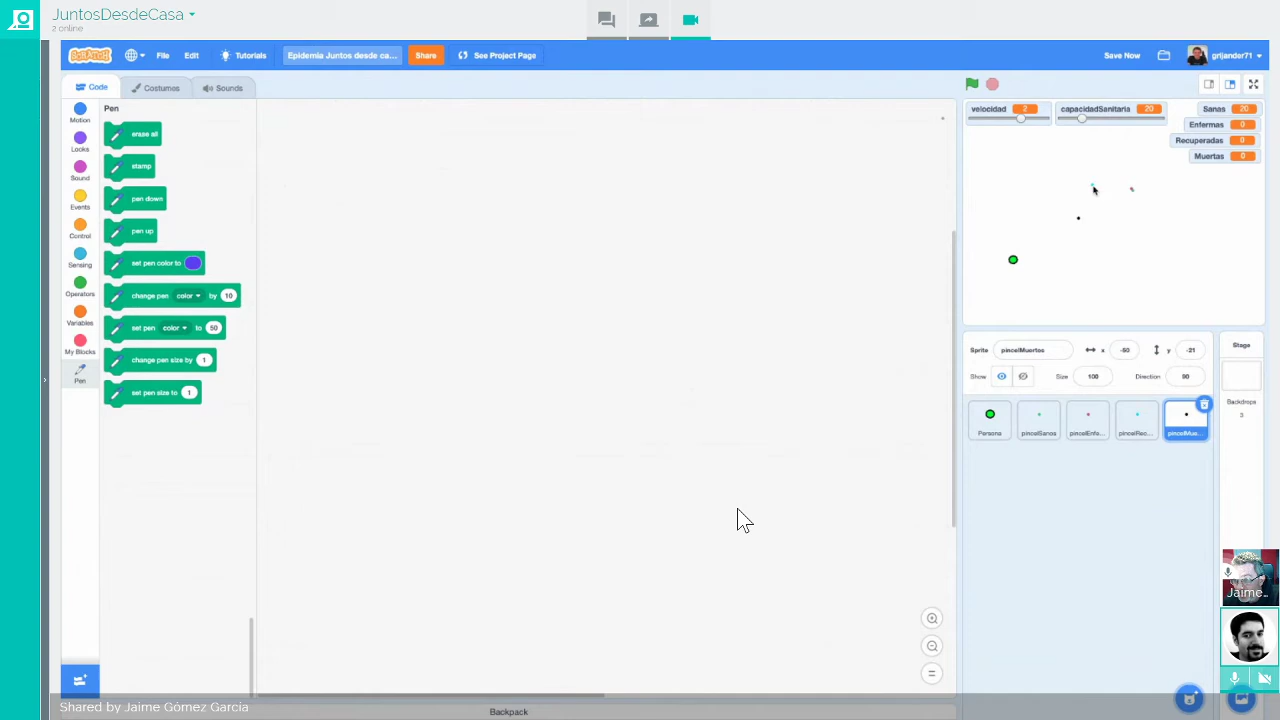 JuntosDesdeCasa
2 online
SCRATCH
File
Edit
Tutorials
Epidemia Juntos desde ca...
Share
See Project Page
Save Now
grijander71
Code
Costumes
Sounds
Motion
Looks
Sound
Events
Control
Sensing
Operators
Variables
My Blocks
Pen
Pen
erase all
stamp
pen down
pen up
set pen color to
change pen color by 10
set pen color to 50
change pen size by 1
set pen size to 1
velocidad 2
capacidadSanitaria 20
Sanas 20
Enfermas 0
Recuperadas 0
Muertas 0
Sprite pincelMuertos x -50 y -21
Show Size 100 Direction 90
Persona
pincelSanos
pincelEnfe...
pincelRec...
pincelMue...
Stage
Backdrops
3
Jaime...
Shared by Jaime Gómez García
Backpack